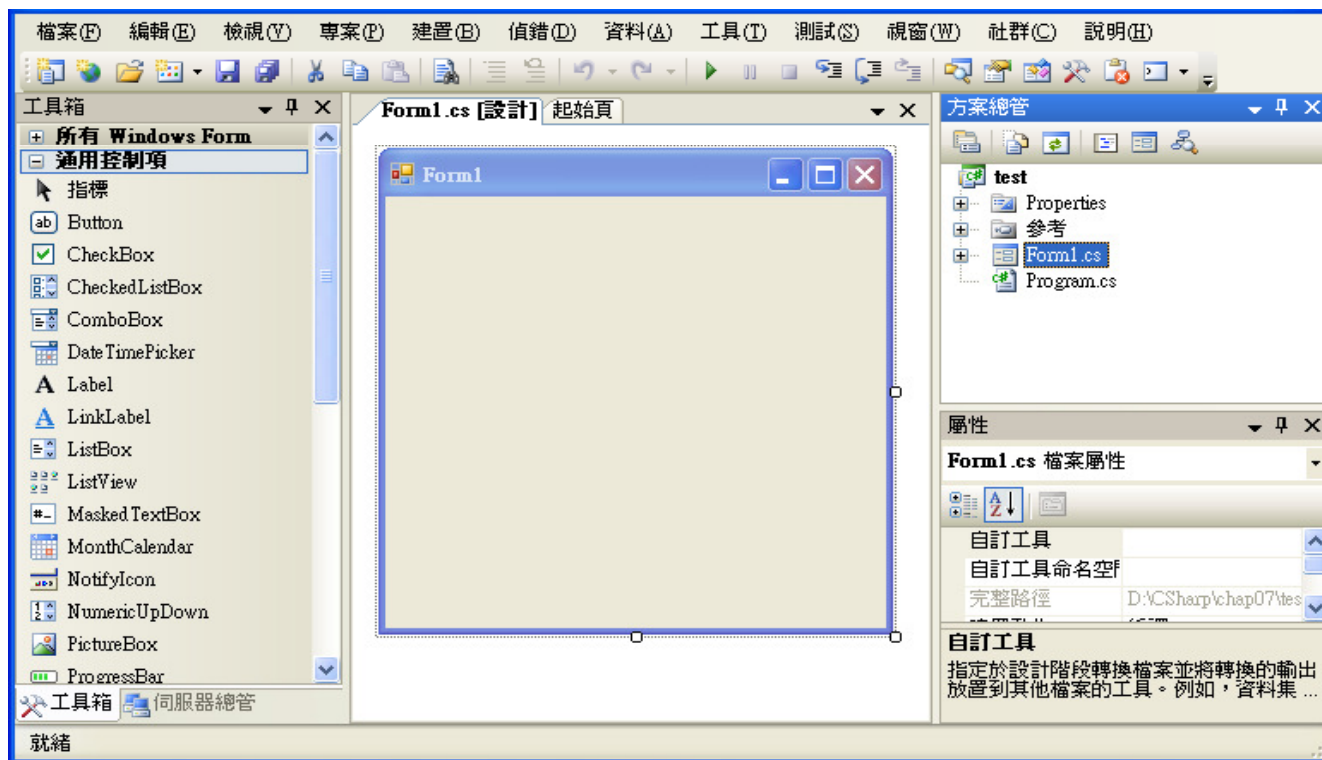 檔案(F) 編輯(E) 檢視(V) 專案(P) 建置(B) 偵錯(D) 資料(A) 工具(T) 測試(S) 視窗(W) 社群(C) 說明(H)
工具箱
所有 Windows Form
通用控制項
指標
Button
CheckBox
CheckedListBox
ComboBox
DateTimePicker
Label
LinkLabel
ListBox
ListView
MaskedTextBox
MonthCalendar
NotifyIcon
NumericUpDown
PictureBox
ProgressBar
工具箱 伺服器總管
Form1.cs [設計] 起始頁
Form1
方案總管
test
Properties
參考
Form1.cs
Program.cs
屬性
Form1.cs 檔案屬性
自訂工具
自訂工具命名空
完整路徑 D:\CSharp\chap07\tes
自訂工具
指定於設計階段轉換檔案並將轉換的輸出
放置到其他檔案的工具。例如，資料集 ...
就緒